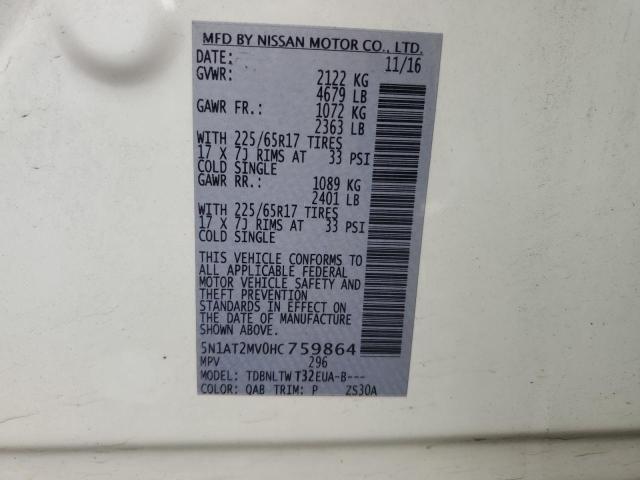 MFD BY NISSAN MOTOR CO., LTD.
DATE: 11/16
GVWR: 2122 KG
4679 LB
GAWR FR.: 1072 KG
2363 LB
WITH 225/65R17 TIRES
17 X 7J RIMS AT 33 PSI
COLD SINGLE
GAWR RR.: 1089 KG
2401 LB
WITH 225/65R17 TIRES
17 X 7J RIMS AT 33 PSI
COLD SINGLE
THIS VEHICLE CONFORMS TO
ALL APPLICABLE FEDERAL
MOTOR VEHICLE SAFETY AND
THEFT PREVENTION
STANDARDS IN EFFECT ON
THE DATE OF MANUFACTURE
SHOWN ABOVE.
5N1AT2MV0HC759864
MPV 296
MODEL: TDBNLTWT32EUA-B---
COLOR: QAB TRIM: P ZS30A